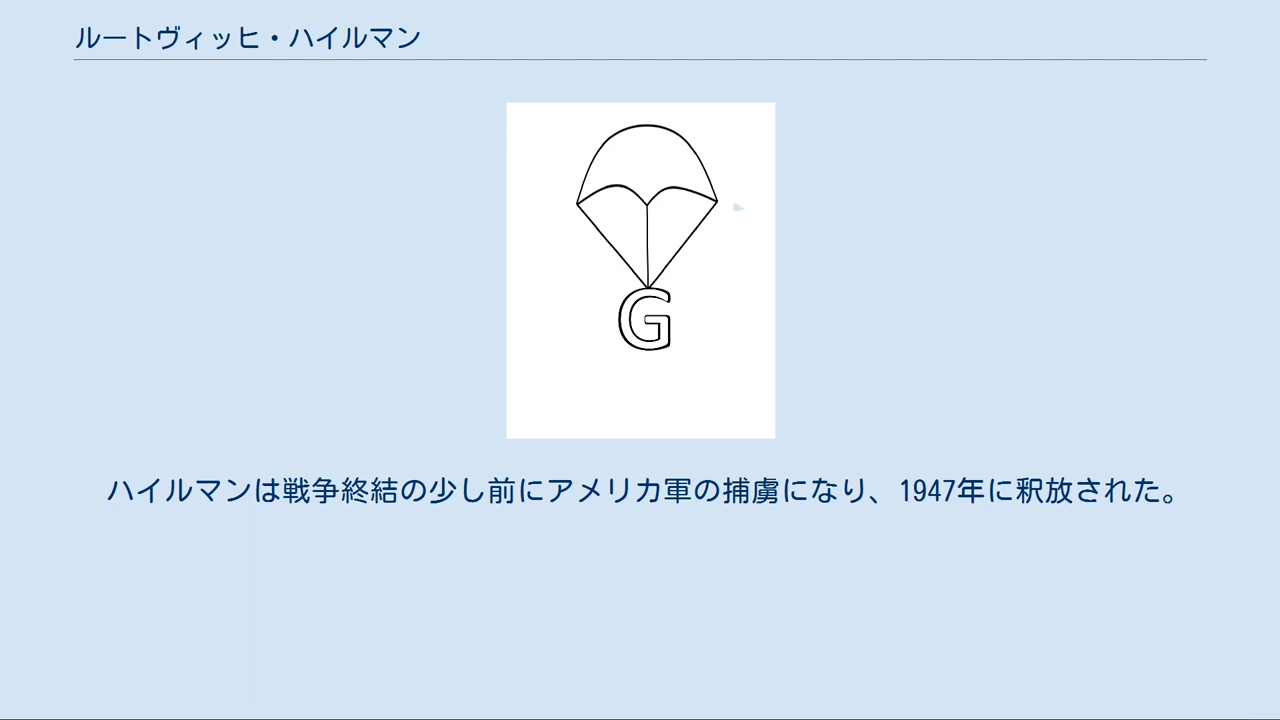 ルートヴィッヒ・ハイルマン
G
ハイルマンは戦争終結の少し前にアメリカ軍の捕虜になり、1947年に釈放された。